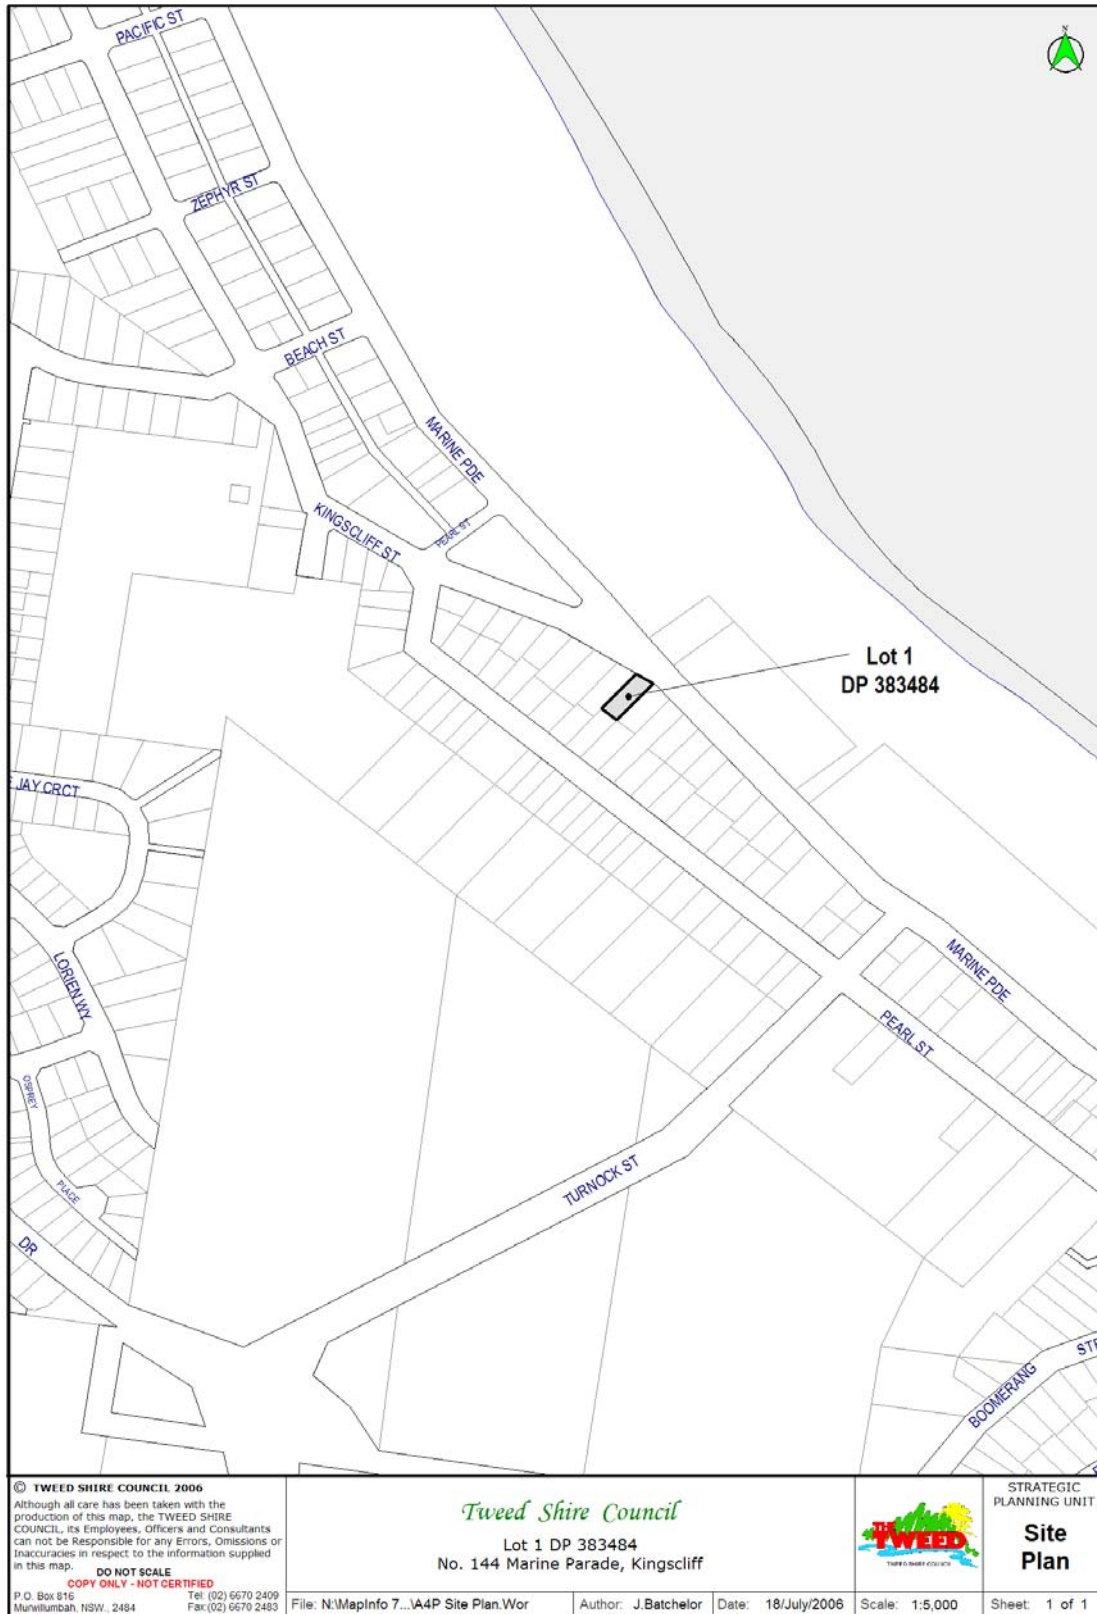 PACIFIC ST
N
ZEPHYR ST
BEACH ST
MARINE PDE
KINGSCLIFF ST
PEARL ST
Lot 1
DP 383484
JAY CRCT
LORIEN WY
MARINE PDE
PEARL ST
OSPREY
PLACE
TURNOCK ST
DR
BOOMERANG
STR
© TWEED SHIRE COUNCIL 2006
Although all care has been taken with the
production of this map, the TWEED SHIRE
COUNCIL, its Employees, Officers and Consultants
can not be Responsible for any Errors, Omissions or
Inaccuracies in respect to the information supplied
in this map.
DO NOT SCALE
COPY ONLY - NOT CERTIFIED
P.O. Box 816
Murwillumbah, NSW., 2484
Tel: (02) 6670 2409
Fax:(02) 6670 2483
Tweed Shire Council
Lot 1 DP 383484
No. 144 Marine Parade, Kingscliff
File: N:\MapInfo 7...\A4P Site Plan.Wor
Author: J.Batchelor
Date: 18/July/2006
THE
TWEED
TWEED SHIRE COUNCIL
Scale: 1:5,000
STRATEGIC
PLANNING UNIT
Site
Plan
Sheet: 1 of 1